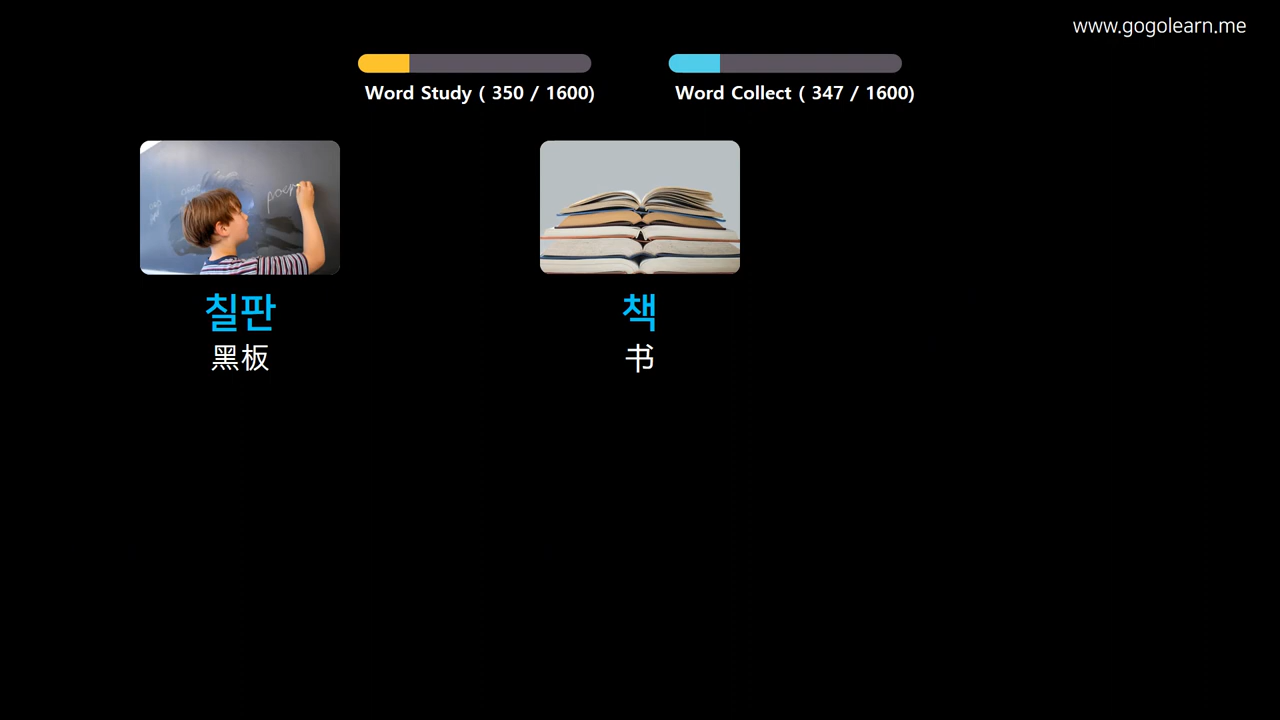 www.gogolearn.me
Word Study ( 350 / 1600)
Word Collect ( 347 / 1600)
칠판
黑板
책
书